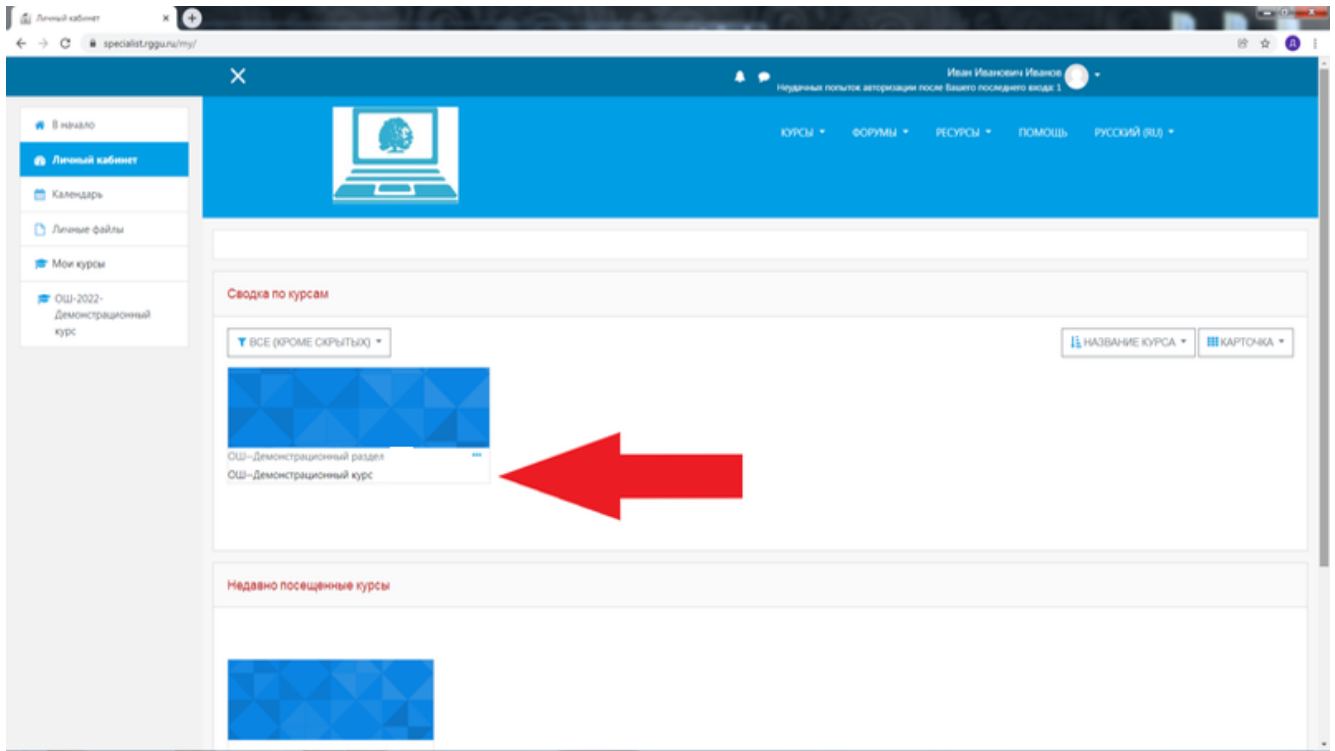 Личный кабинет
specialist.rggu.ru/my/
Д
Иван Иванович Иванов
Неудачных попыток авторизации после Вашего последнего входа: 1
В начало
Личный кабинет
Календарь
Личные файлы
Мои курсы
ОШ-2022-
Демонстрационный
курс
КУРСЫ
ФОРУМЫ
РЕСУРСЫ
ПОМОЩЬ
РУССКИЙ (RU)
Сводка по курсам
ВСЕ (КРОМЕ СКРЫТЫХ)
НАЗВАНИЕ КУРСА
КАРТОЧКА
ОШ--Демонстрационный раздел
ОШ--Демонстрационный курс
Недавно посещенные курсы